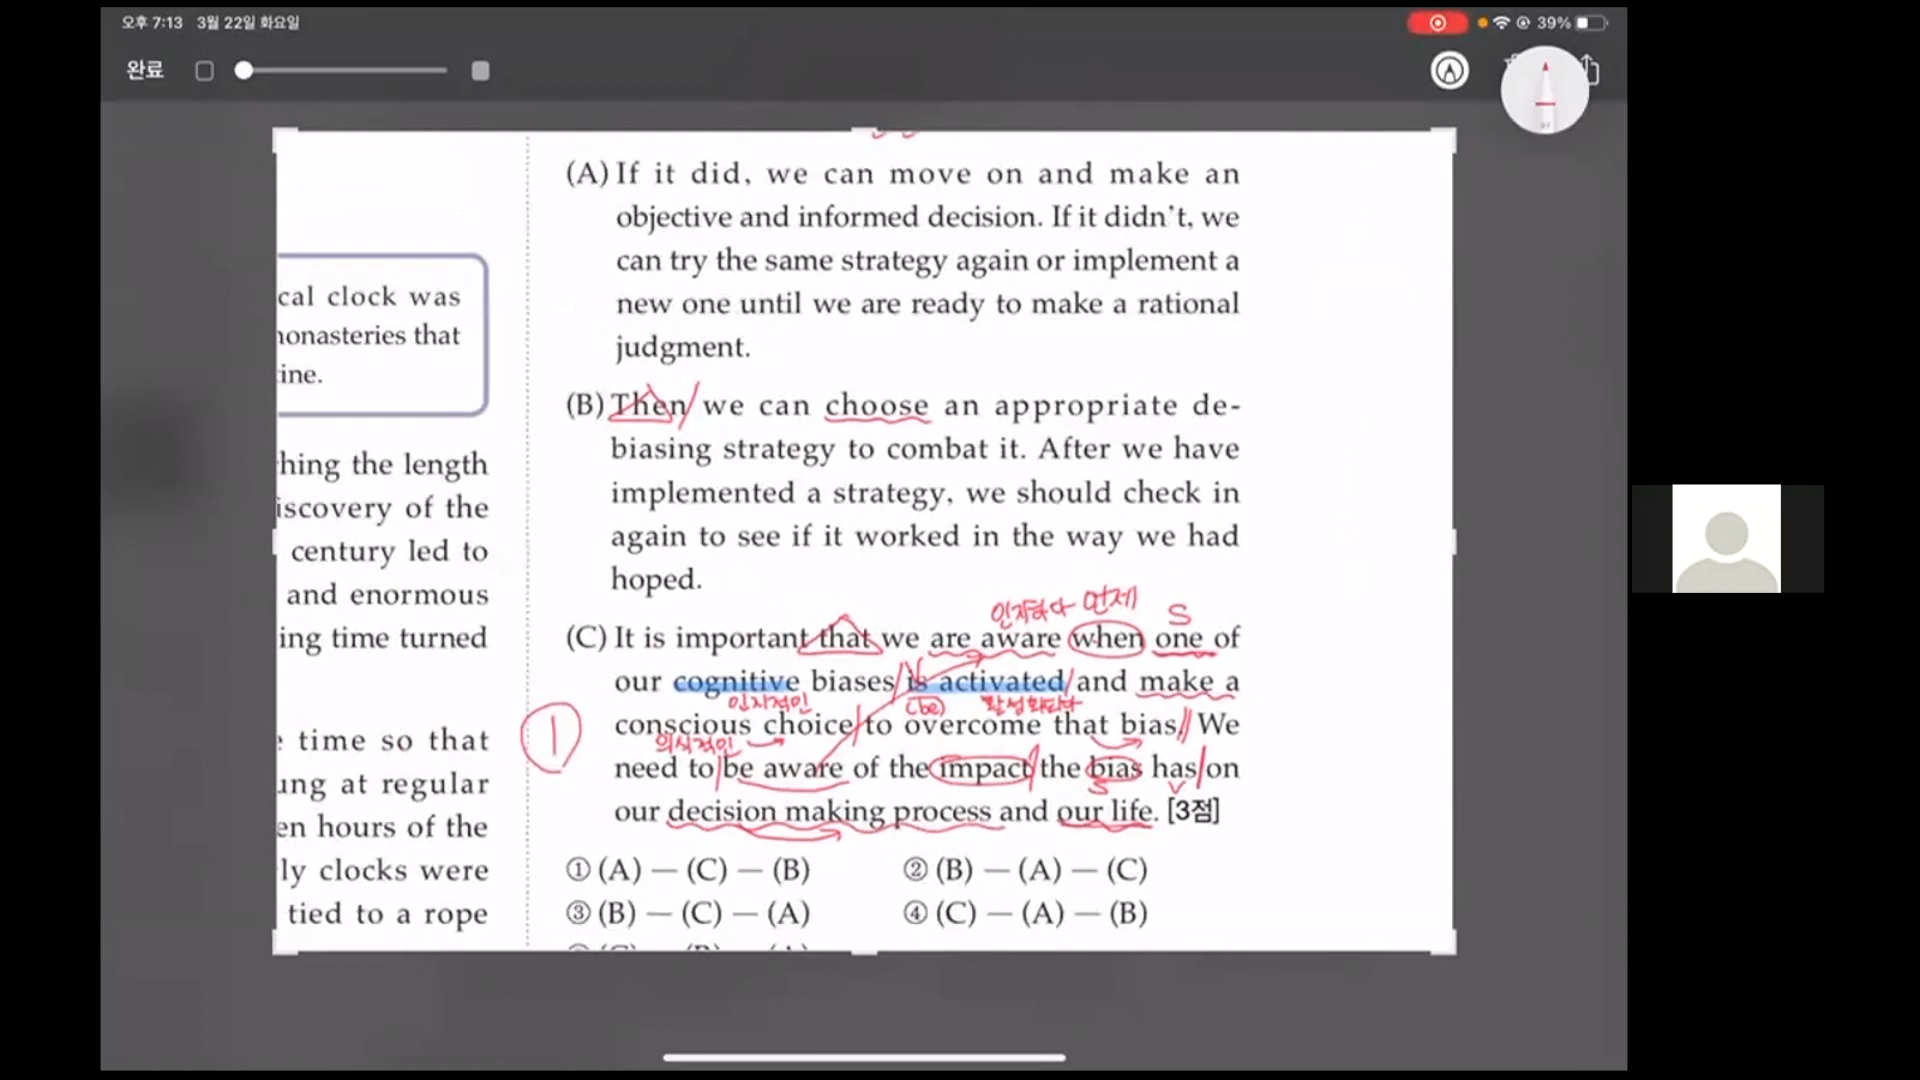 오후 7:13 3월 22일 화요일
39%
완료
cal clock was
onasteries that
ine.
hing the length
iscovery of the
century led to
and enormous
ing time turned
time so that
ung at regular
en hours of the
ly clocks were
tied to a rope
(A) If it did, we can move on and make an
objective and informed decision. If it didn't, we
can try the same strategy again or implement a
new one until we are ready to make a rational
judgment.
(B) Then we can choose an appropriate de-
biasing strategy to combat it. After we have
implemented a strategy, we should check in
again to see if it worked in the way we had
hoped.
인지하다 언제 S
(C) It is important that we are aware when one of
our cognitive biases is activated and make a
인지적인 (be) 활성화되다
① conscious choice to overcome that bias. We
의식적인
need to be aware of the impact the bias has on
S V
our decision making process and our life. [3점]
① (A) — (C) — (B) ② (B) — (A) — (C)
③ (B) — (C) — (A) ④ (C) — (A) — (B)